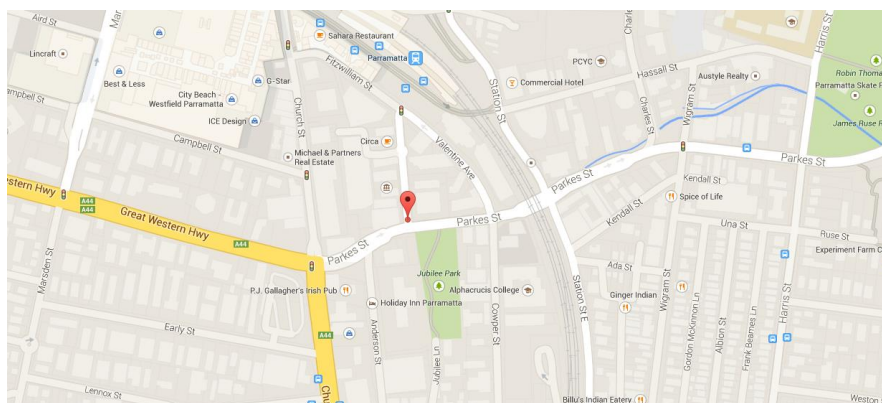 Aird St
Mar
Lincraft
Best & Less
City Beach -
Westfield Parramatta
ICE Design
G-Star
Sahara Restaurant
Parramatta
Fitzwilliam St
Church St
Campbell St
Campbell St
Michael & Partners
Real Estate
Circa
Valentine Ave
Station St
Commercial Hotel
PCYC
Charles
Charles St
Hassall St
Austyle Realty
Wigram St
Harris St
Robin Thoma
Parramatta Skate P
James Ruse R
Parkes St
Parkes St
Parkes St
Parkes St
Kendall St
Kendall St
Spice of Life
Una St
Ruse St
Experiment Farm C
estern Hwy
A44
A44
Great Western Hwy
A44
Marsden St
P.J. Gallagher's Irish Pub
Holiday Inn Parramatta
Jubilee Park
Alphacrucis College
Cowper St
Anderson St
Jubilee Ln
Station St E
Ada St
Ginger Indian
Wigram St
Gordon McKinnon Ln
Albion St
Frank Beames Ln
Harris St
Early St
A44
Lennox St
Chu
Billu's Indian Eatery
Weston